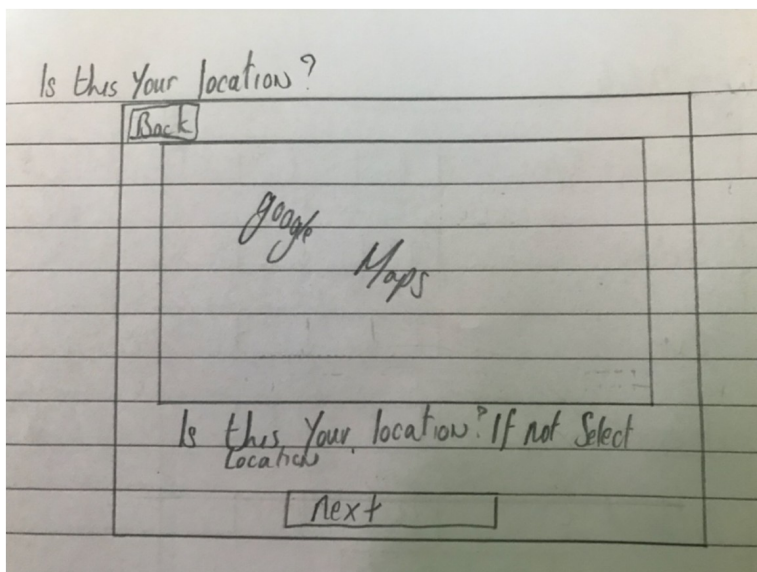 Is this Your location?
Back
google
Maps
Is this Your location? If not Select
Location
next